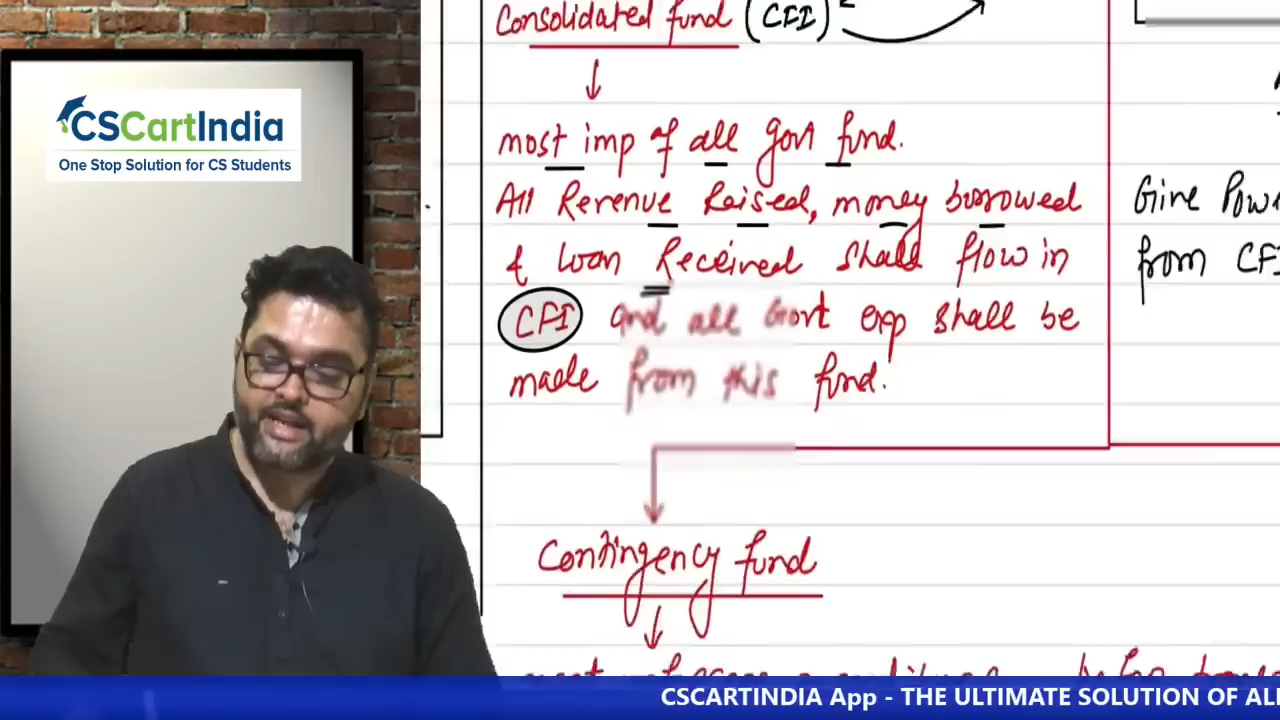 CSCartIndia
One Stop Solution for CS Students
Consolidated fund (CFI)
most imp of all Govt fund.
All Revenue Raised, money borrowed
& loan Received shall flow in
CFI and all Govt exp shall be
made from this fund.
Give Pow
from CFI
Contingency fund
CSCARTINDIA App - THE ULTIMATE SOLUTION OF AL